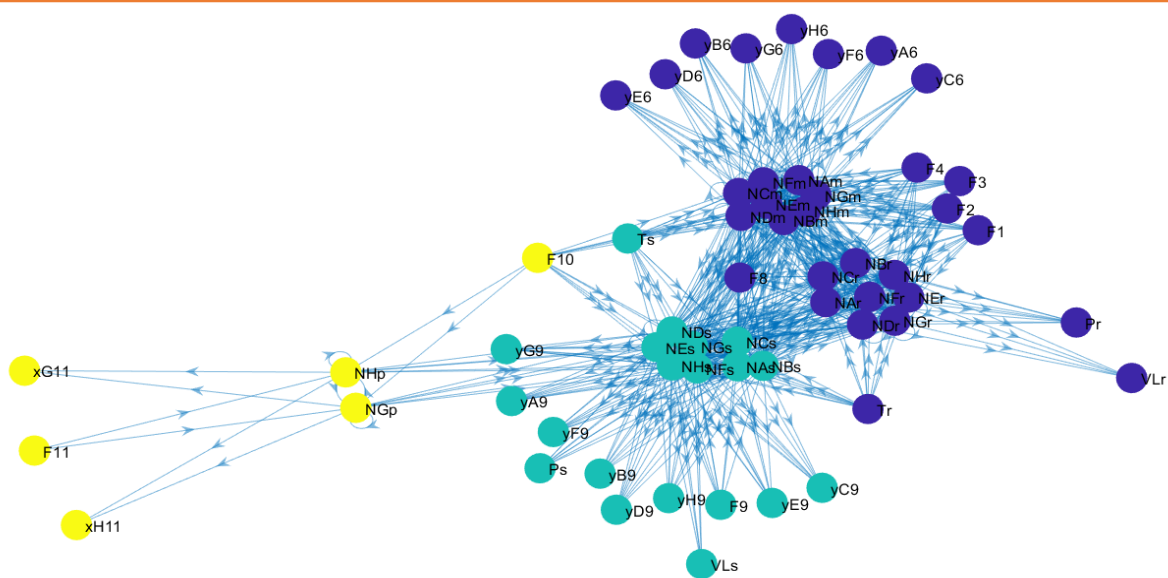 yH6
yB6
yG6
yF6
yA6
yD6
yC6
yE6
F4
F3
NFm
NAm
NCm
NGm
NEm
F2
NHm
NDm
NBm
F1
Ts
F10
NBr
F8
NCr
NHr
NFr
NEr
NAr
Pr
NDr
NGr
NDs
NCs
yG9
NEs
NGs
NHs
NFs
NAs
NBs
xG11
NHp
VLr
yA9
NGp
Tr
yF9
F11
Ps
yB9
yC9
yH9
F9
yE9
yD9
xH11
VLs